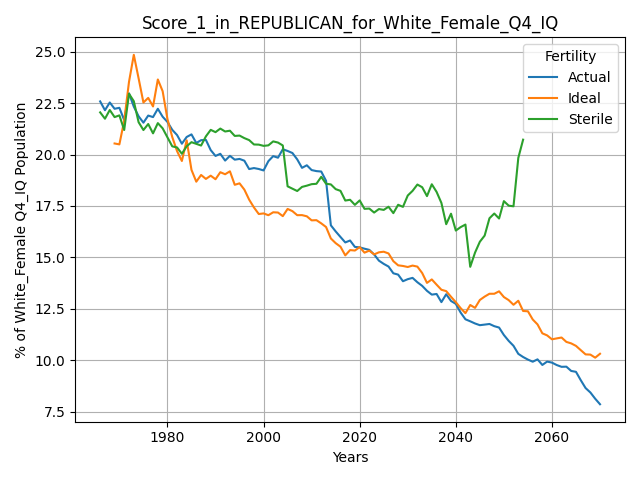 Score_1_in_REPUBLICAN_for_White_Female_Q4_IQ
Fertility
Actual
Ideal
Sterile
% of White_Female Q4_IQ Population
25.0
22.5
20.0
17.5
15.0
12.5
10.0
7.5
1980
2000
2020
2040
2060
Years